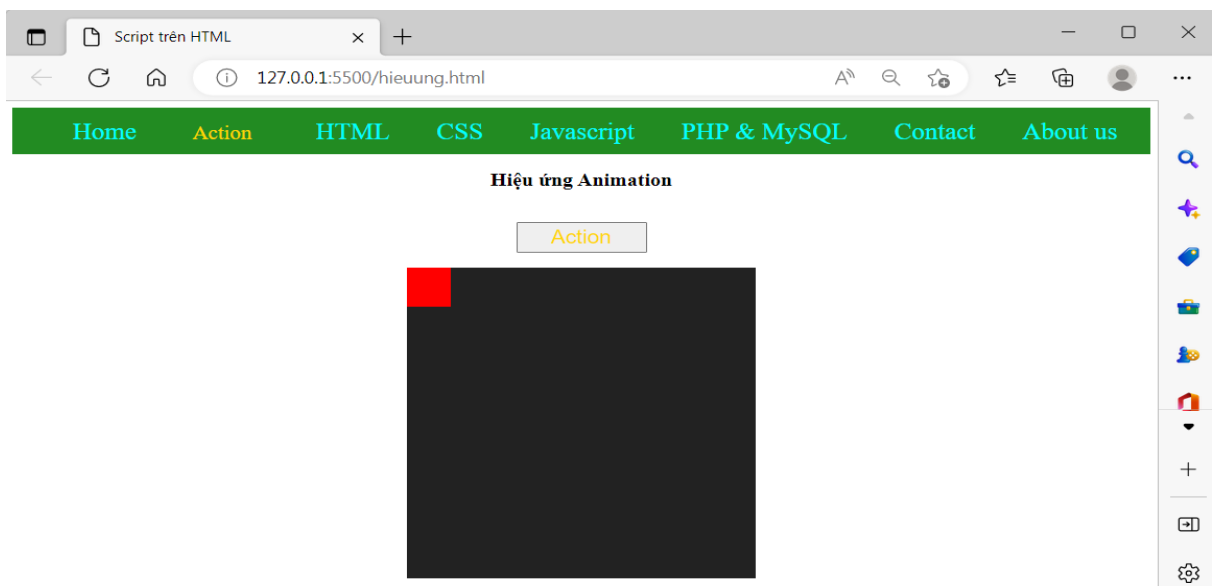 Script trên HTML
127.0.0.1:5500/hieuung.html
Home Action HTML CSS Javascript PHP & MySQL Contact About us
Hiệu ứng Animation
Action